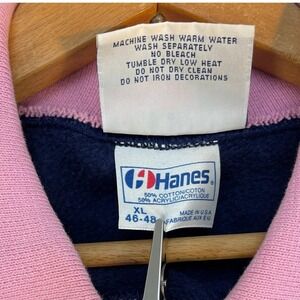 MACHINE WASH WARM WATER
WASH SEPARATELY
NO BLEACH
TUMBLE DRY LOW HEAT
DO NOT DRY CLEAN
DO NOT IRON DECORATIONS
Hanes
50% COTTON/COTON
50% ACRYLIC/ACRYLIQUE
XL
46-48
MADE IN U.S.A.
FABRIQUE AUX É.U.